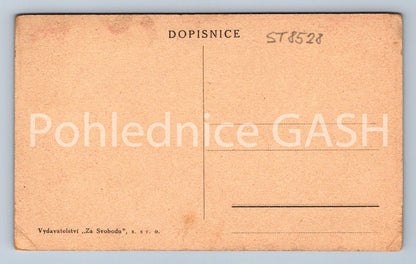 DOPISNICE
ST8528
Pohlednice GASH
Vydavatelství „Za Svobodu", s. s r. o.